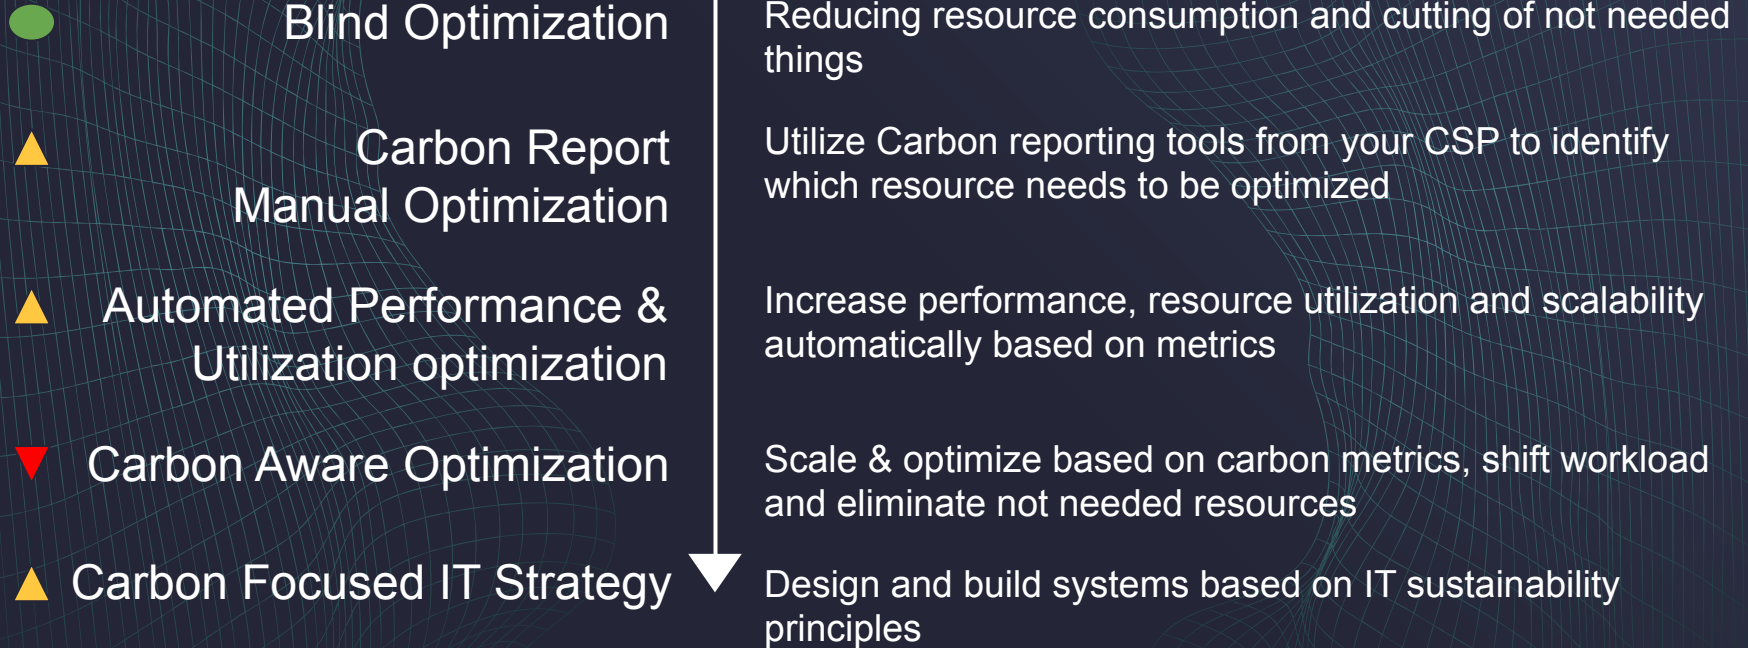 Blind Optimization
Reducing resource consumption and cutting of not needed
things
Carbon Report
Manual Optimization
Utilize Carbon reporting tools from your CSP to identify
which resource needs to be optimized
Automated Performance &
Utilization optimization
Increase performance, resource utilization and scalability
automatically based on metrics
Carbon Aware Optimization
Scale & optimize based on carbon metrics, shift workload
and eliminate not needed resources
Carbon Focused IT Strategy
Design and build systems based on IT sustainability
principles